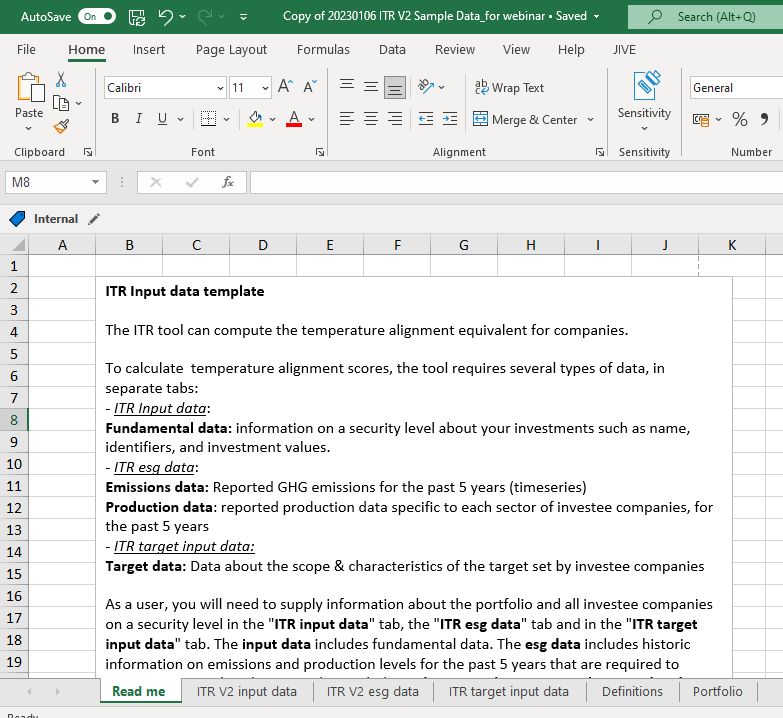 AutoSave On Copy of 20230106 ITR V2 Sample Data_for webinar • Saved Search (Alt+Q)
File Home Insert Page Layout Formulas Data Review View Help JIVE
Calibri 11 A A ab Wrap Text General
Paste B I U A Merge & Center Sensitivity % 9
Clipboard Font Alignment Sensitivity Number
M8 fx
Internal
A B C D E F G H I J K
1
2 ITR Input data template
3
4 The ITR tool can compute the temperature alignment equivalent for companies.
5
6 To calculate temperature alignment scores, the tool requires several types of data, in
7 separate tabs:
8 - ITR Input data:
Fundamental data: information on a security level about your investments such as name,
9 identifiers, and investment values.
10 - ITR esg data:
11 Emissions data: Reported GHG emissions for the past 5 years (timeseries)
12 Production data: reported production data specific to each sector of investee companies, for
13 the past 5 years
14 - ITR target input data:
15 Target data: Data about the scope & characteristics of the target set by investee companies
16 As a user, you will need to supply information about the portfolio and all investee companies
17 on a security level in the "ITR input data" tab, the "ITR esg data" tab and in the "ITR target
18 input data" tab. The input data includes fundamental data. The esg data includes historic
19 information on emissions and production levels for the past 5 years that are required to
Read me ITR V2 input data ITR V2 esg data ITR target input data Definitions Portfolio